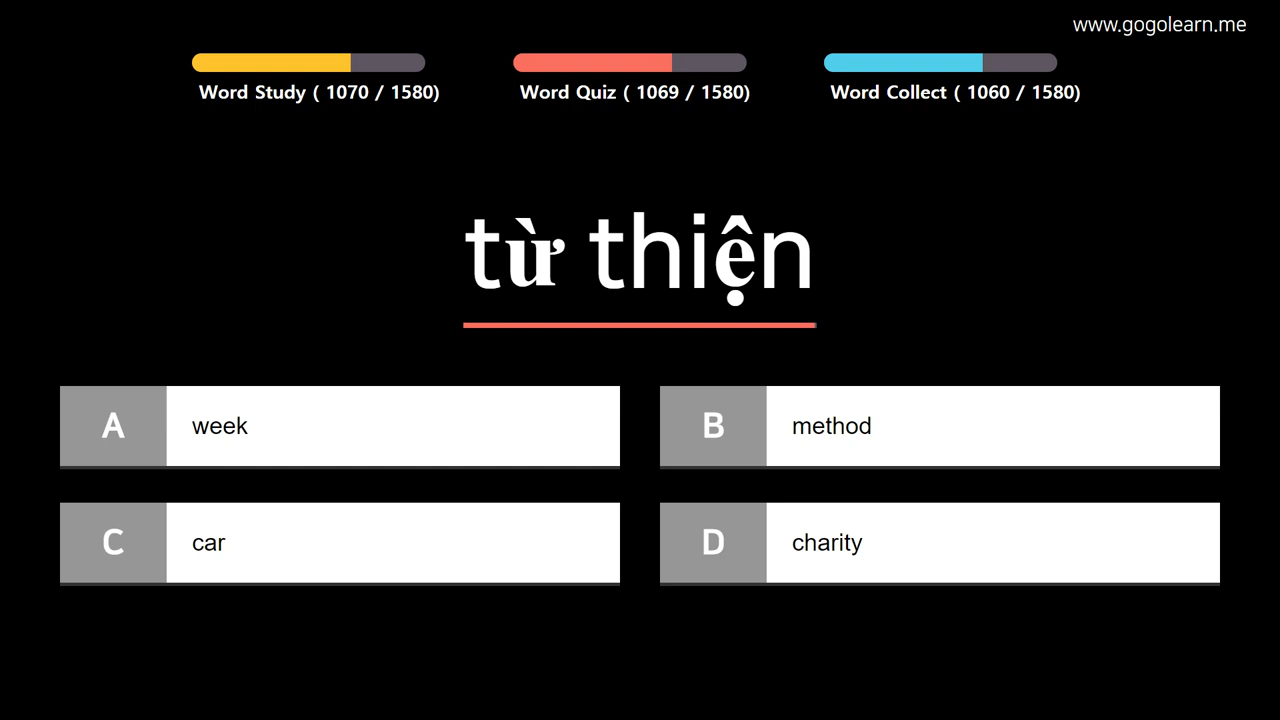 www.gogolearn.me
Word Study ( 1070 / 1580)
Word Quiz ( 1069 / 1580)
Word Collect ( 1060 / 1580)
từ thiện
A week
B method
C car
D charity